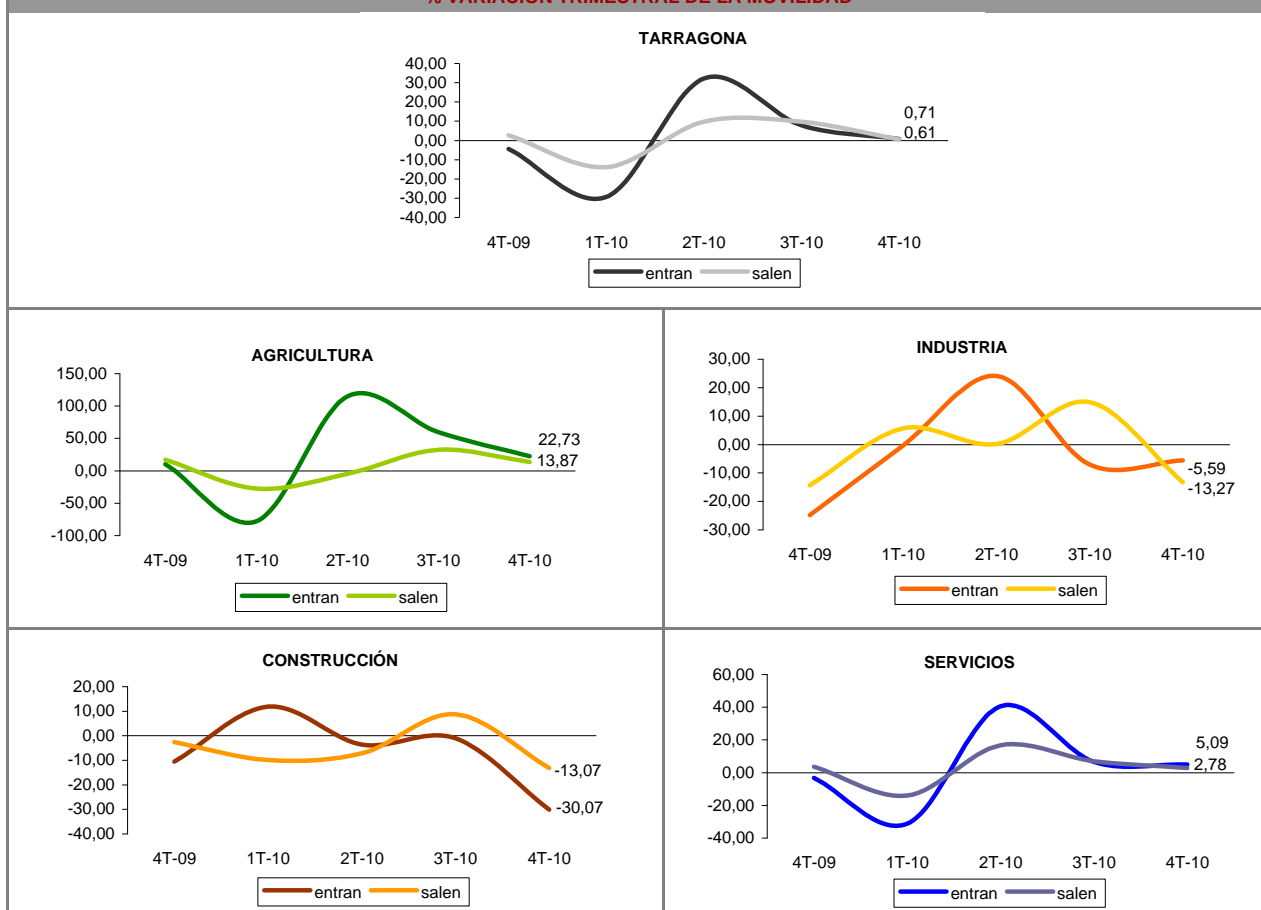 % VARIACIÓN TRIMESTRAL DE LA MOVILIDAD
TARRAGONA
40,00
30,00
20,00
10,00
0,00
-10,00
-20,00
-30,00
-40,00
0,71
0,61
4T-09 1T-10 2T-10 3T-10 4T-10
entran salen
AGRICULTURA
150,00
100,00
50,00
0,00
-50,00
-100,00
22,73
13,87
4T-09 1T-10 2T-10 3T-10 4T-10
entran salen
INDUSTRIA
30,00
20,00
10,00
0,00
-10,00
-20,00
-30,00
-5,59
-13,27
4T-09 1T-10 2T-10 3T-10 4T-10
entran salen
CONSTRUCCIÓN
20,00
10,00
0,00
-10,00
-20,00
-30,00
-40,00
-13,07
-30,07
4T-09 1T-10 2T-10 3T-10 4T-10
entran salen
SERVICIOS
60,00
40,00
20,00
0,00
-20,00
-40,00
5,09
2,78
4T-09 1T-10 2T-10 3T-10 4T-10
entran salen